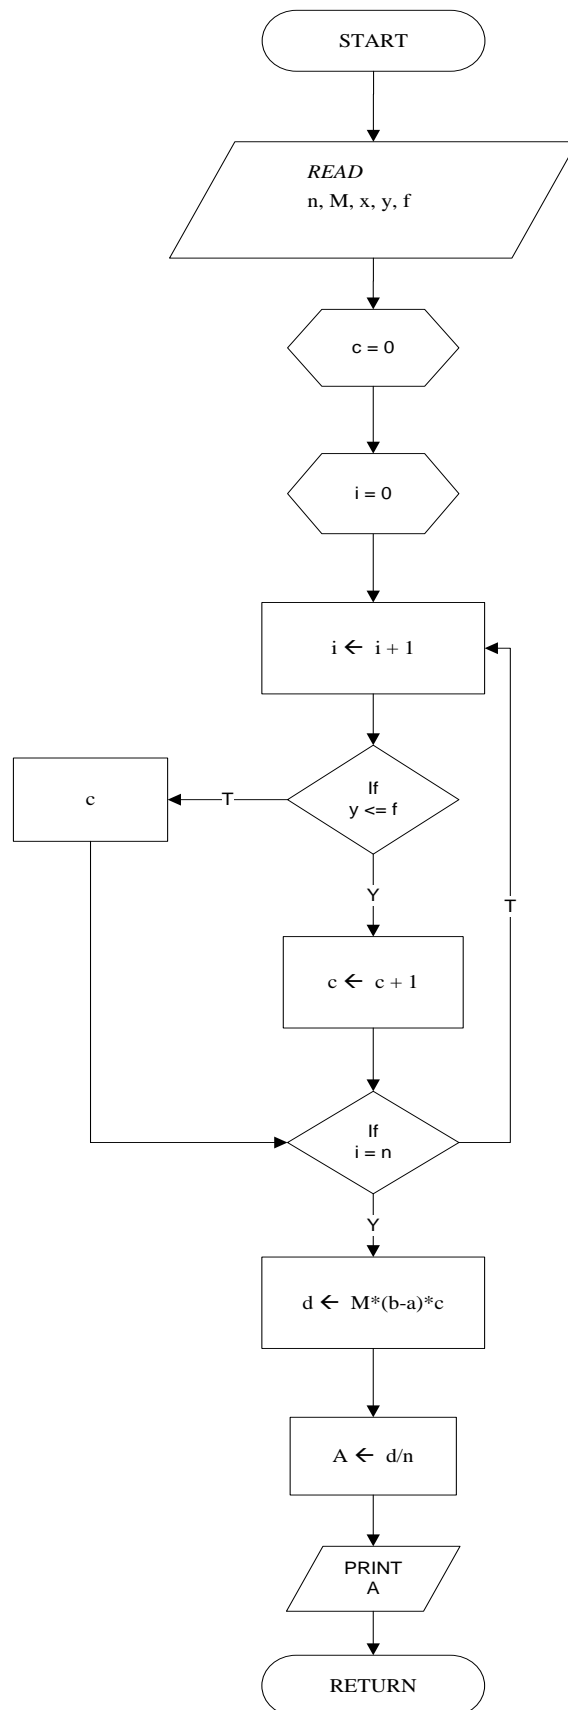 START
READ
n, M, x, y, f
c = 0
i = 0
i ← i + 1
If
y <= f
T
c
Y
c ← c + 1
T
If
i = n
Y
d ← M*(b-a)*c
A ← d/n
PRINT
A
RETURN